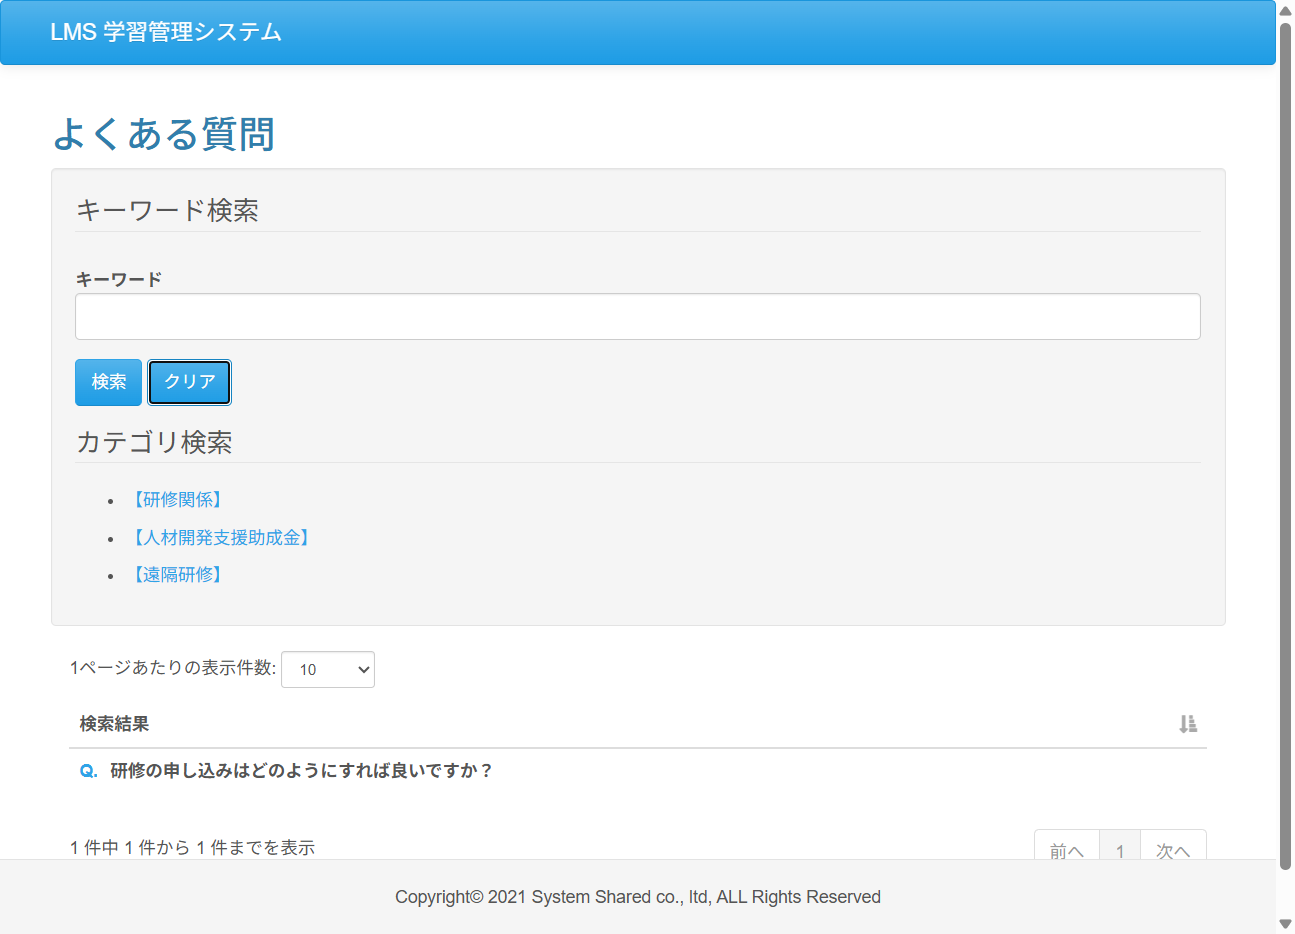 LMS 学習管理システム
よくある質問
キーワード検索
キーワード
検索 クリア
カテゴリ検索
【研修関係】
【人材開発支援助成金】
【遠隔研修】
1ページあたりの表示件数: 10
検索結果
Q. 研修の申し込みはどのようにすれば良いですか？
1 件中 1 件から 1 件までを表示
前へ 1 次へ
Copyright© 2021 System Shared co., ltd, ALL Rights Reserved